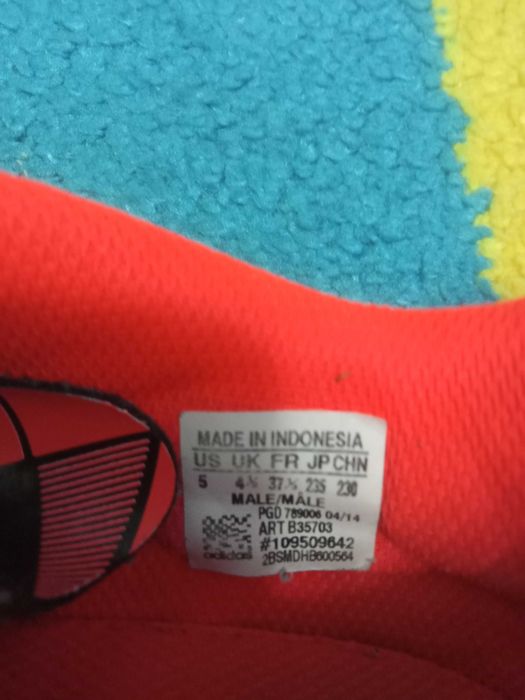 MADE IN INDONESIA
US UK FR JP CHN
5 4½ 37⅓ 235 230
MALE/MÂLE
PGD 789006 04/14
ART B35703
#109509642
adidas 2BSMDHB600564